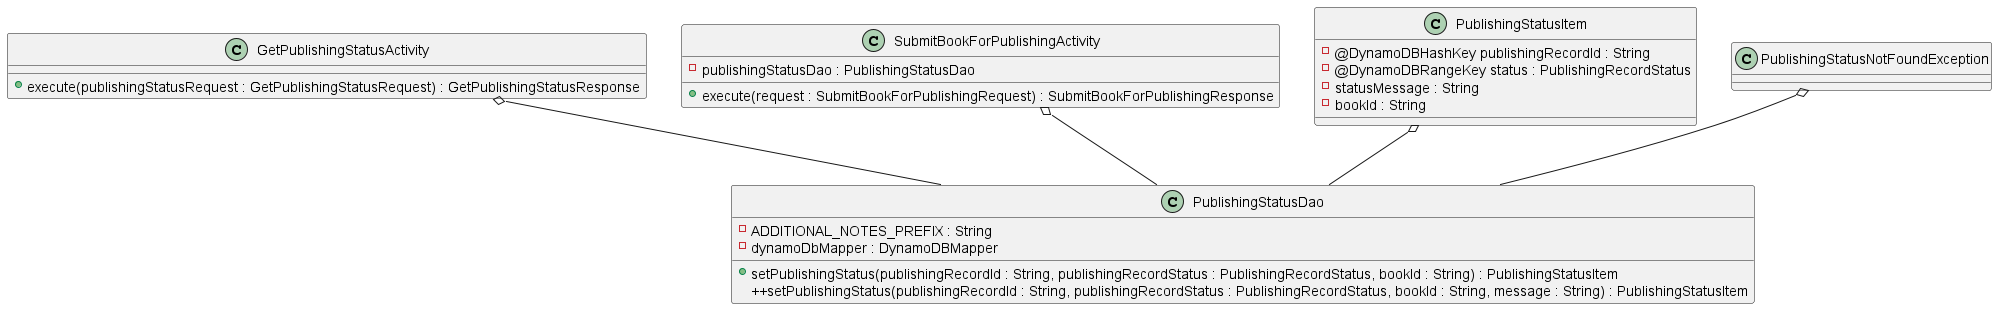 C GetPublishingStatusActivity
execute(publishingStatusRequest : GetPublishingStatusRequest) : GetPublishingStatusResponse
C SubmitBookForPublishingActivity
publishingStatusDao : PublishingStatusDao
execute(request : SubmitBookForPublishingRequest) : SubmitBookForPublishingResponse
C PublishingStatusItem
@DynamoDBHashKey publishingRecordId : String
@DynamoDBRangeKey status : PublishingRecordStatus
statusMessage : String
bookId : String
C PublishingStatusNotFoundException
C PublishingStatusDao
ADDITIONAL_NOTES_PREFIX : String
dynamoDbMapper : DynamoDBMapper
setPublishingStatus(publishingRecordId : String, publishingRecordStatus : PublishingRecordStatus, bookId : String) : PublishingStatusItem
++setPublishingStatus(publishingRecordId : String, publishingRecordStatus : PublishingRecordStatus, bookId : String, message : String) : PublishingStatusItem